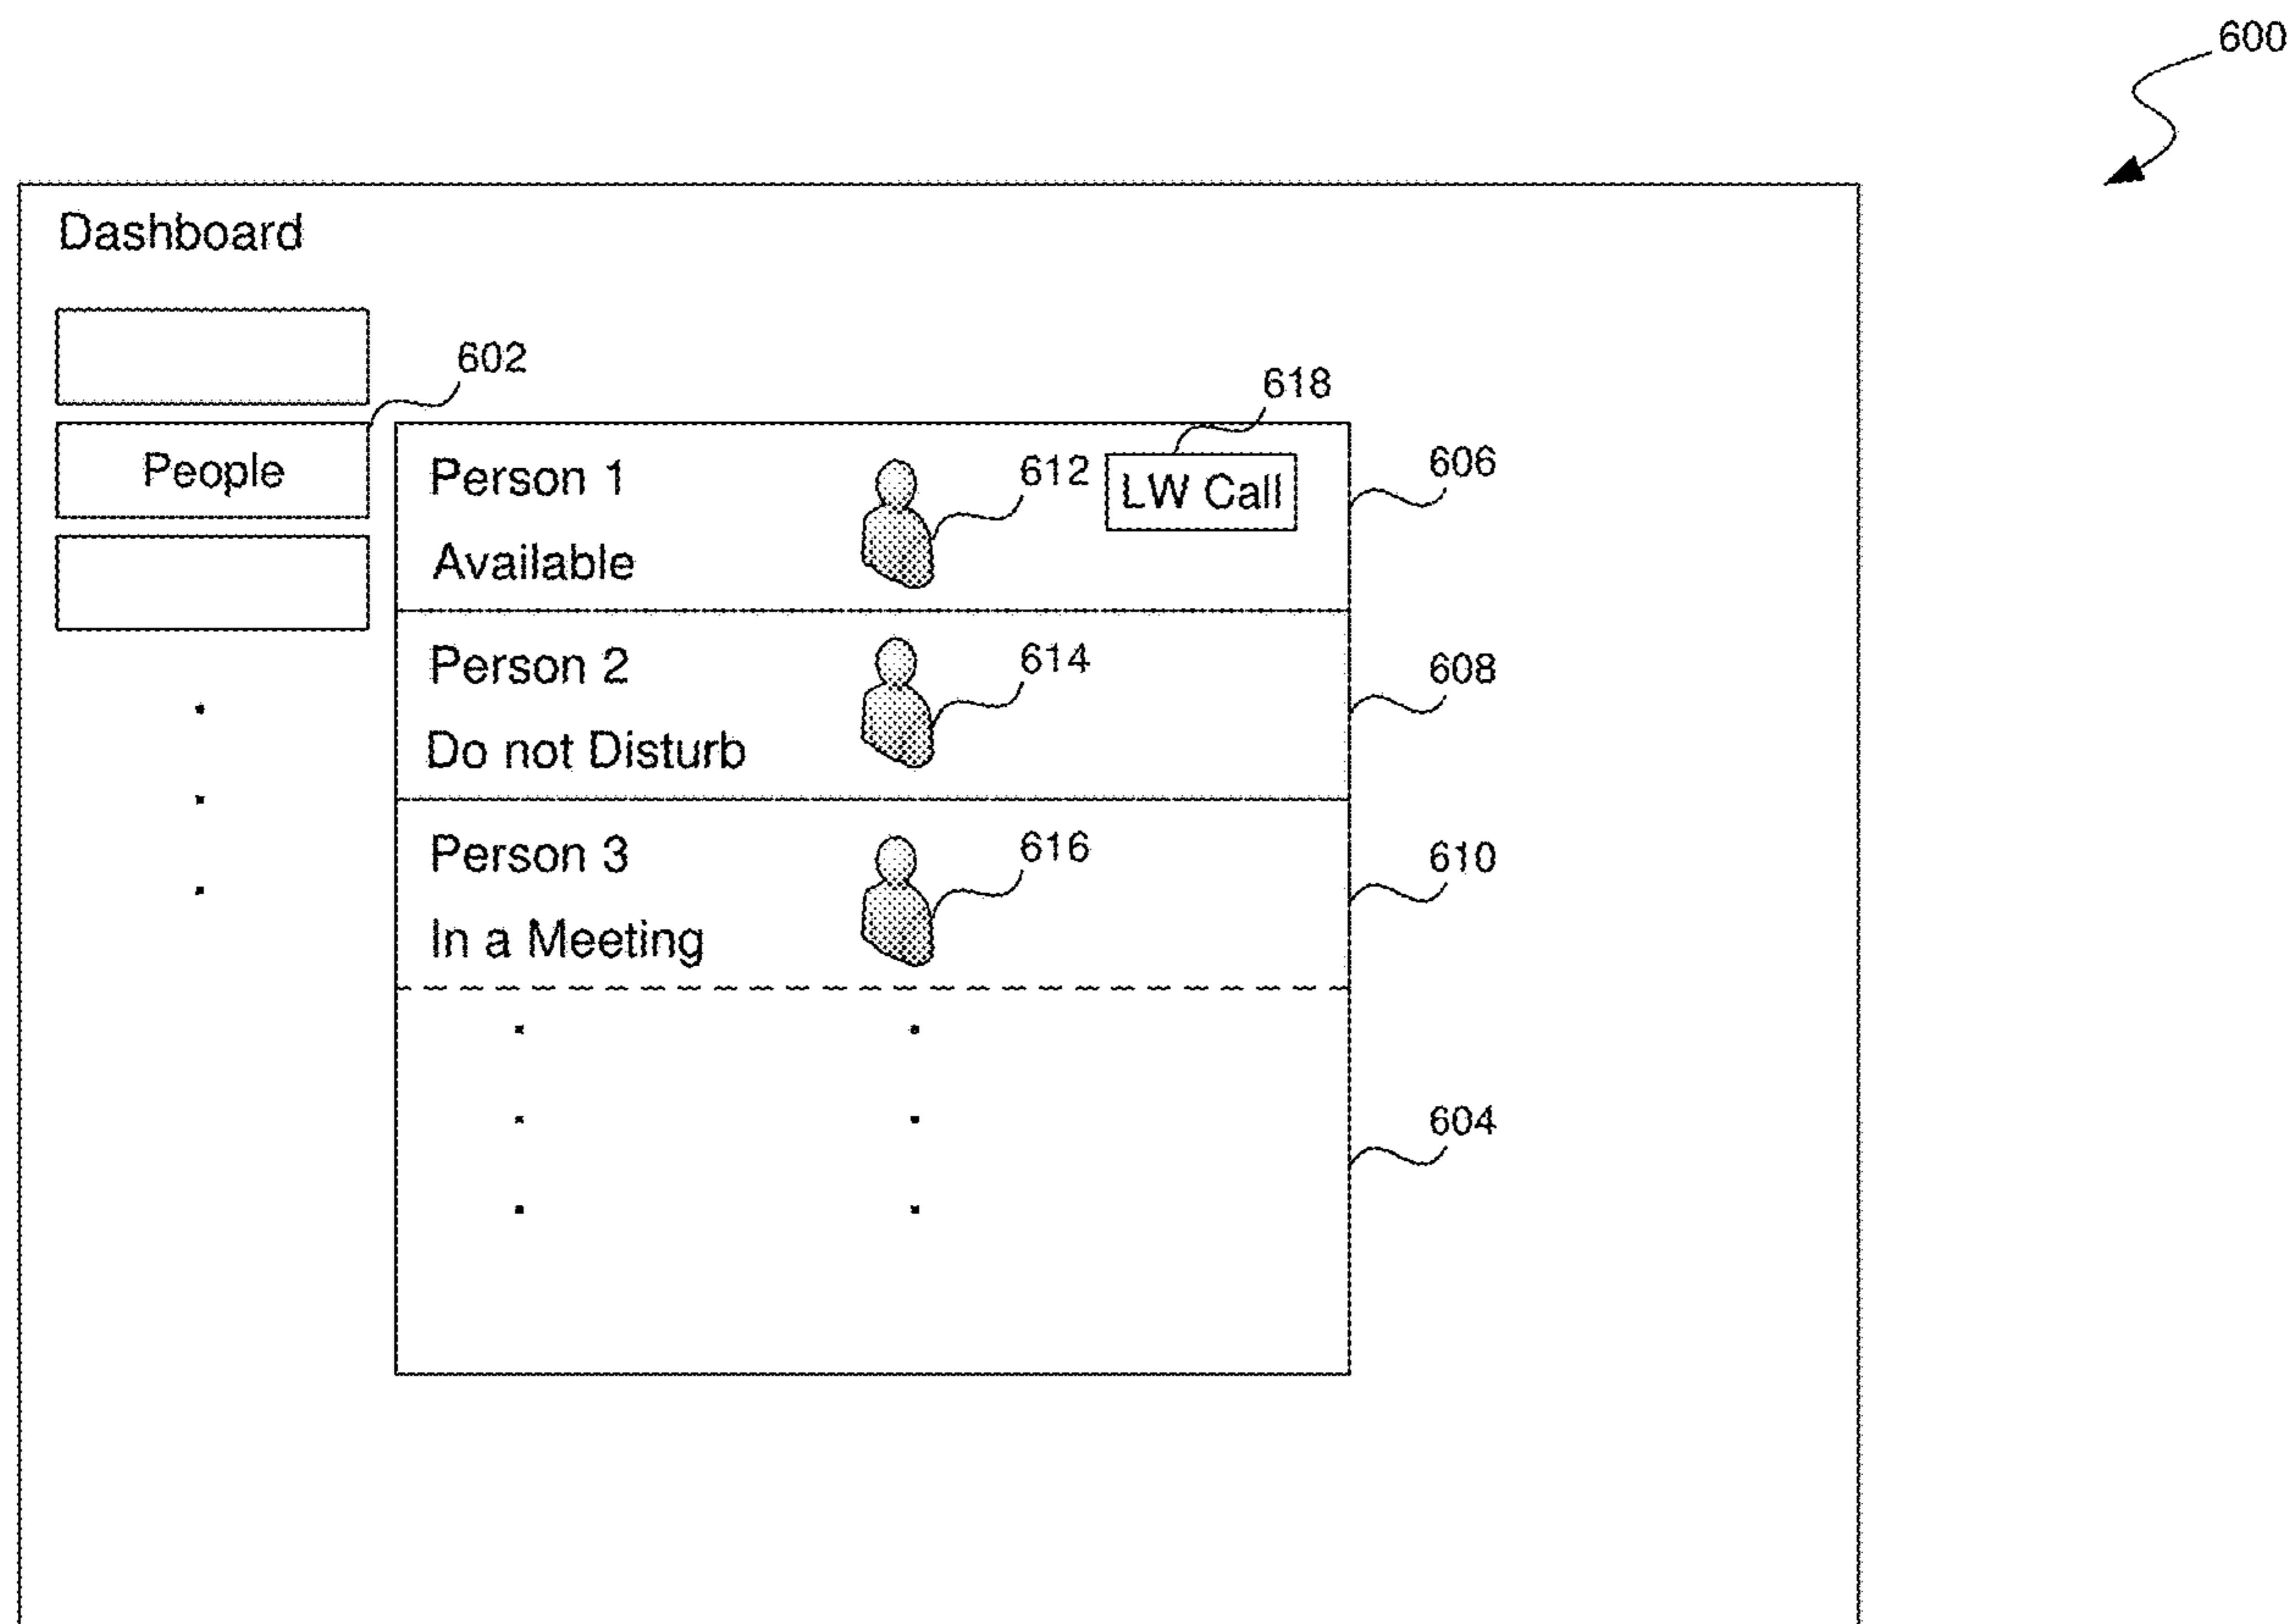 600
Dashboard
602
618
People
Person 1
612
LW Call
606
Available
Person 2
614
608
Do not Disturb
Person 3
616
610
In a Meeting
604